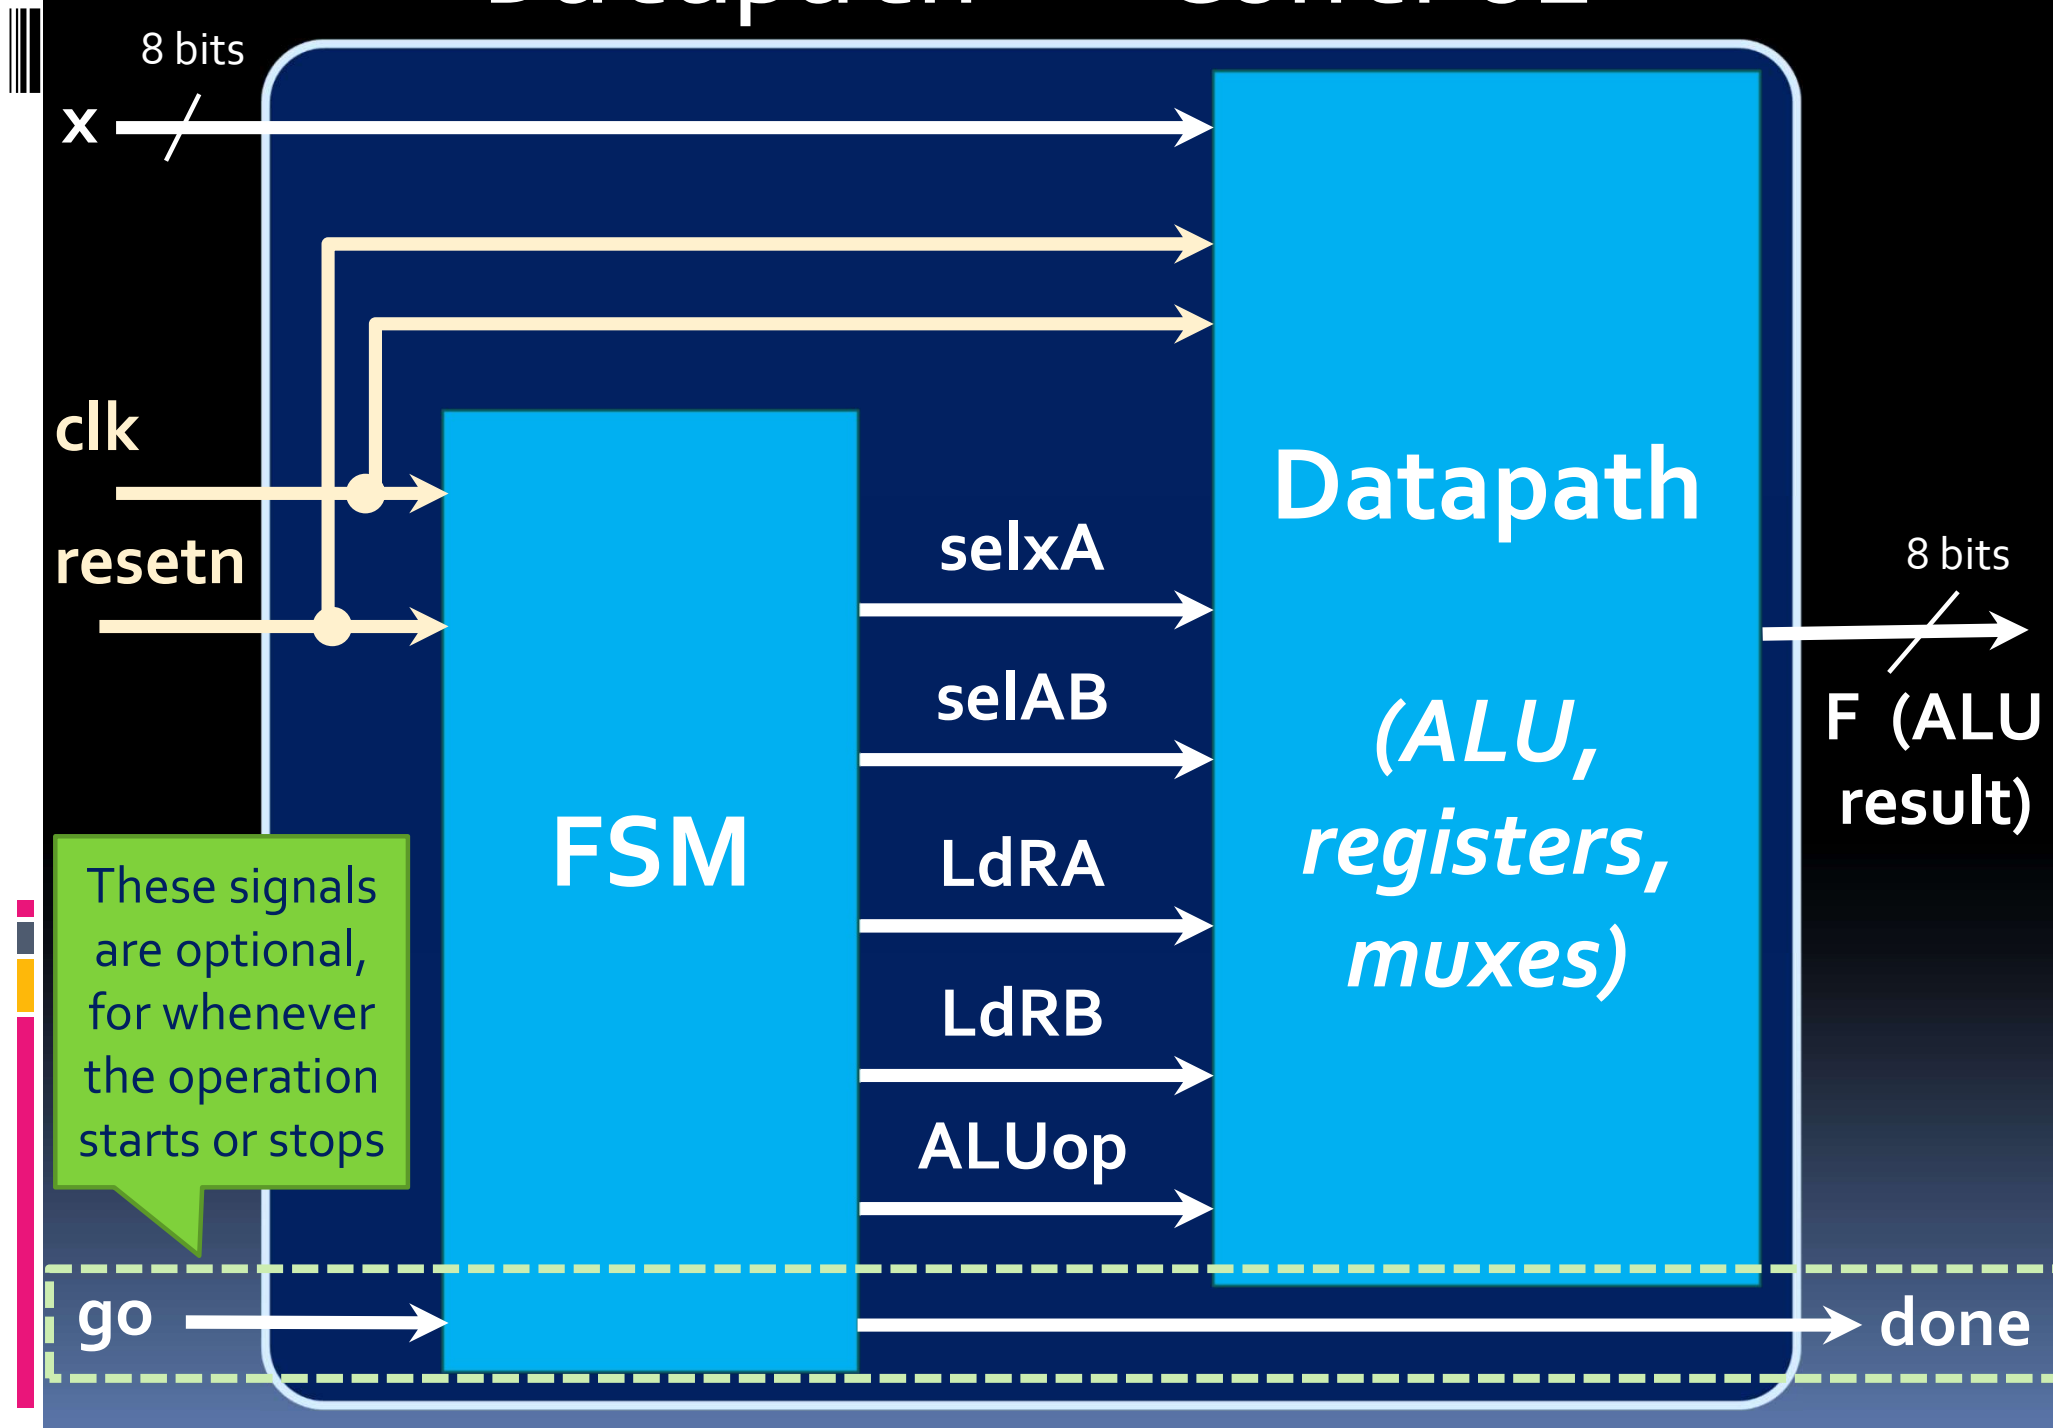 Datapath
8 bits
x
clk
resetn
FSM
selxA
selAB
LdRA
LdRB
ALUop
Datapath
(ALU,
registers,
muxes)
8 bits
F (ALU
result)
These signals
are optional,
for whenever
the operation
starts or stops
go
done